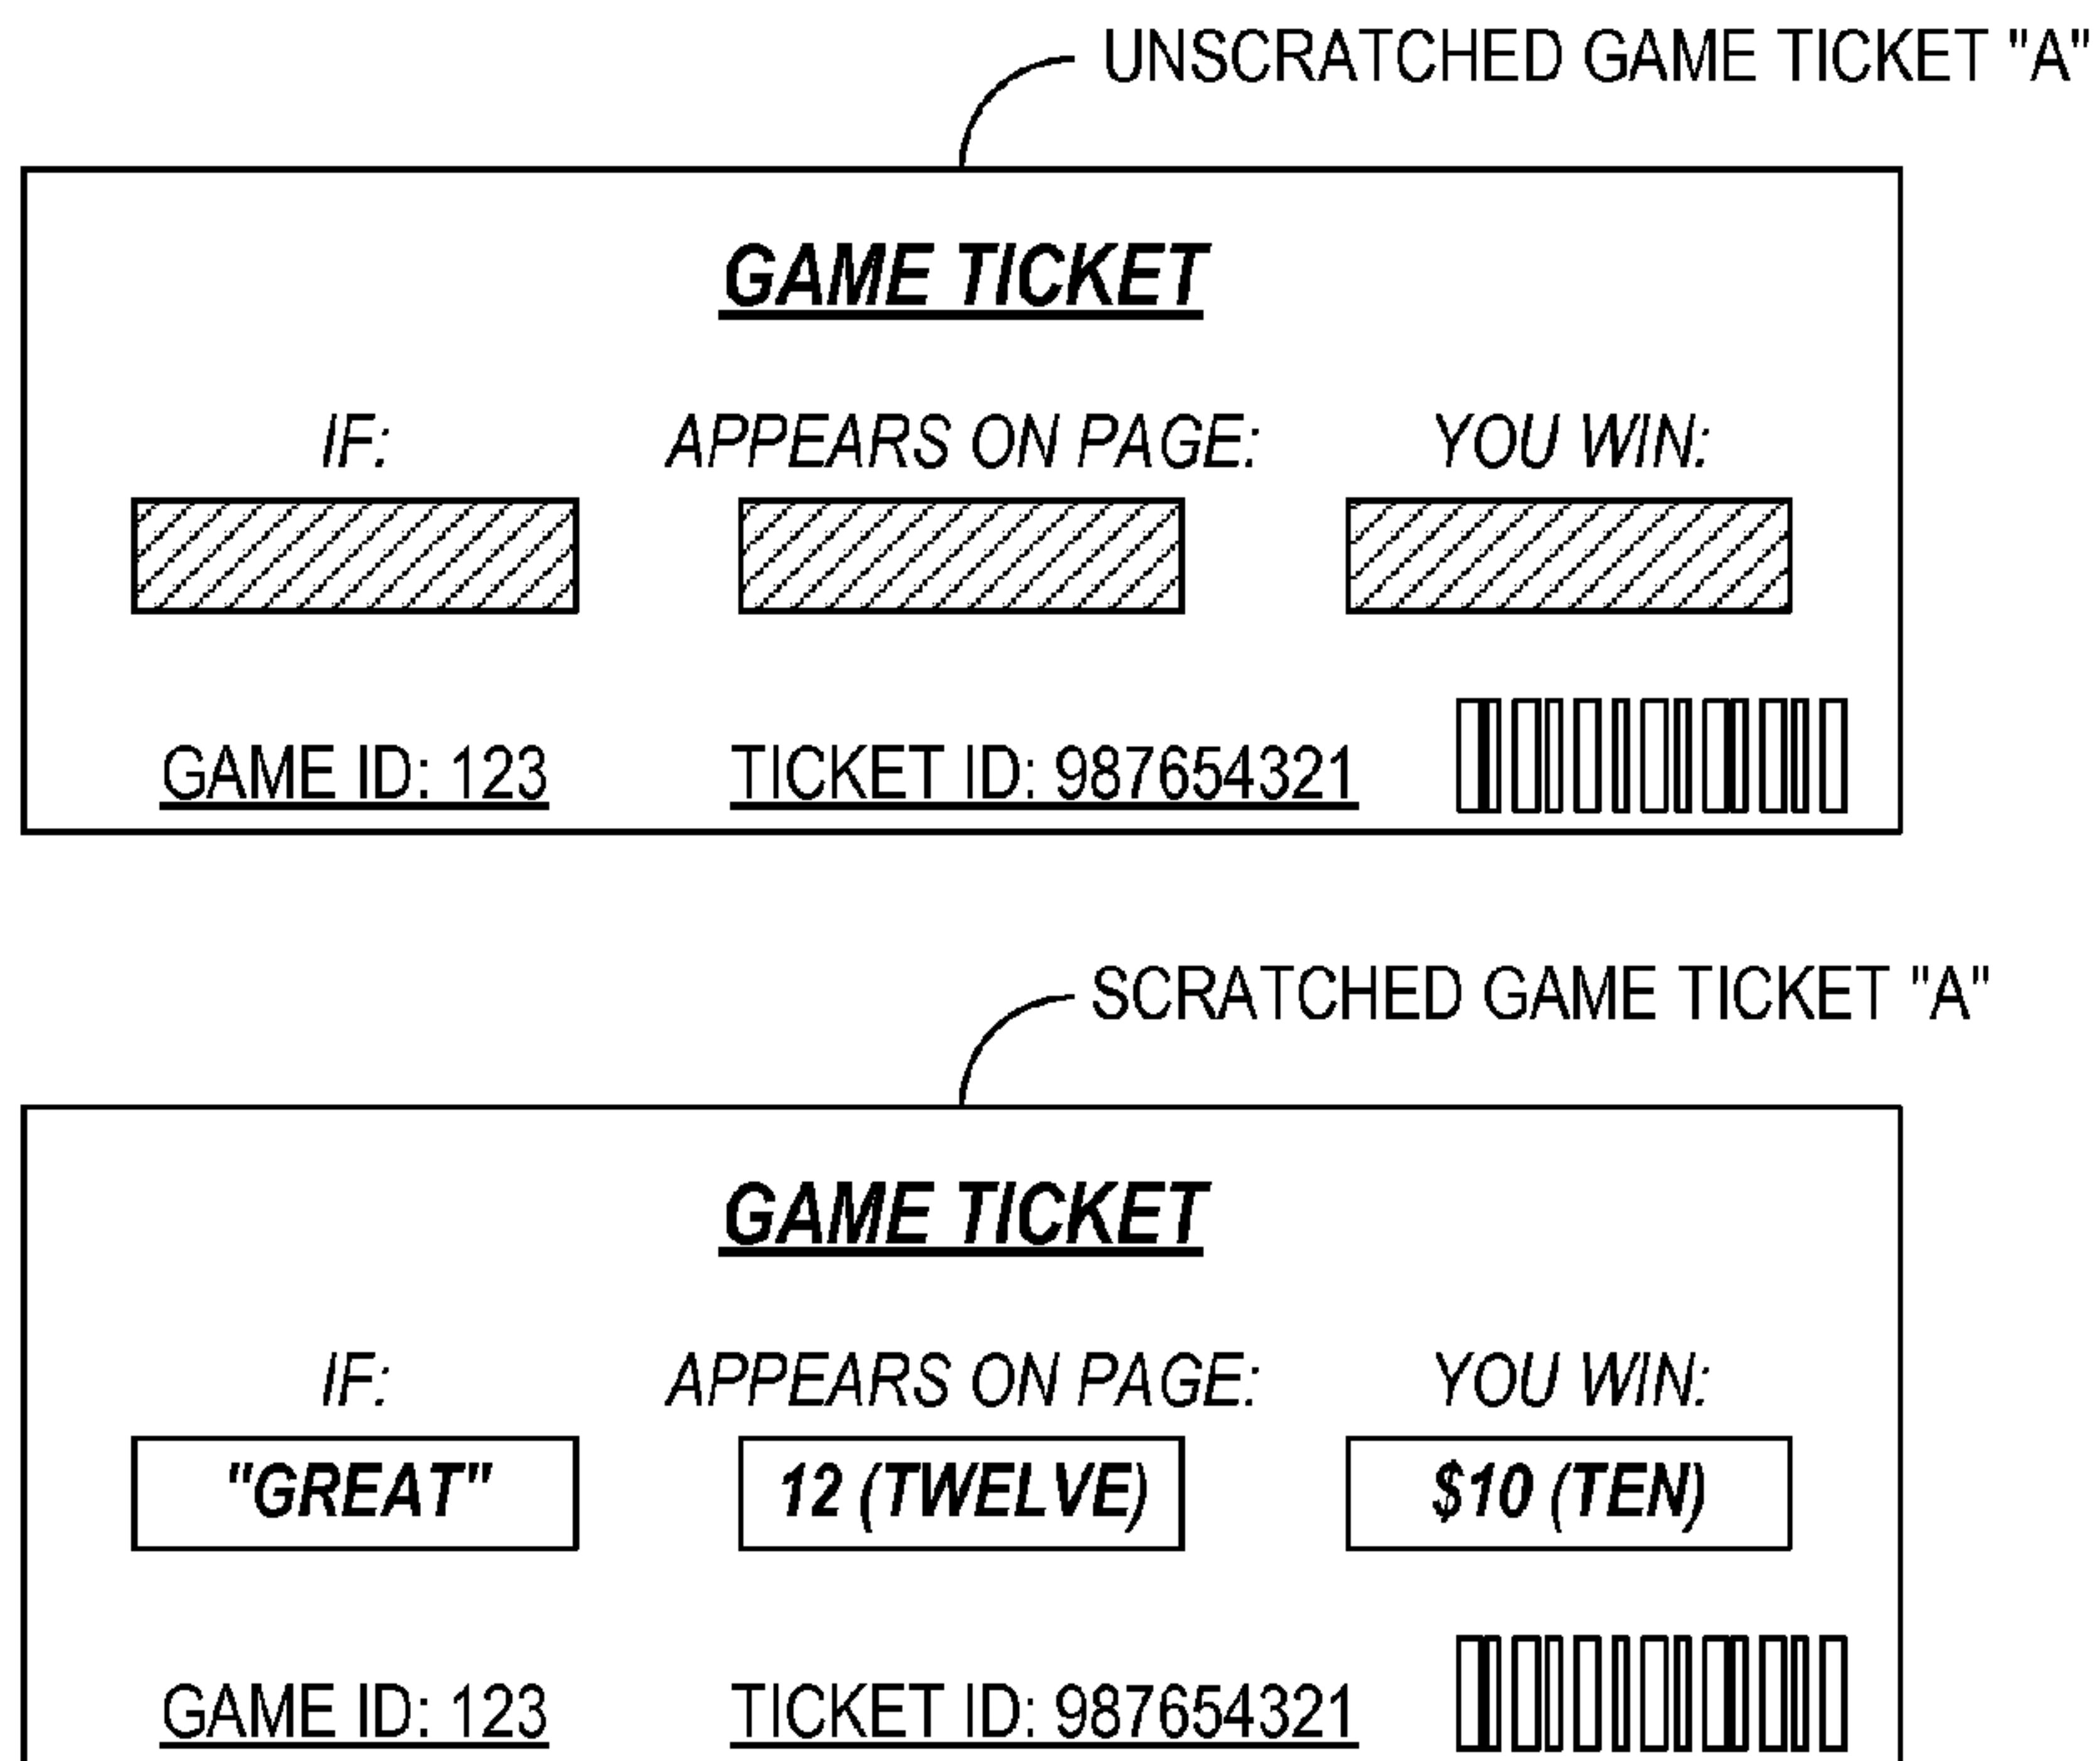 UNSCRATCHED GAME TICKET "A"
GAME TICKET
IF: APPEARS ON PAGE: YOU WIN:
GAME ID: 123 TICKET ID: 987654321
SCRATCHED GAME TICKET "A"
GAME TICKET
IF: APPEARS ON PAGE: YOU WIN:
"GREAT" 12 (TWELVE) $10 (TEN)
GAME ID: 123 TICKET ID: 987654321